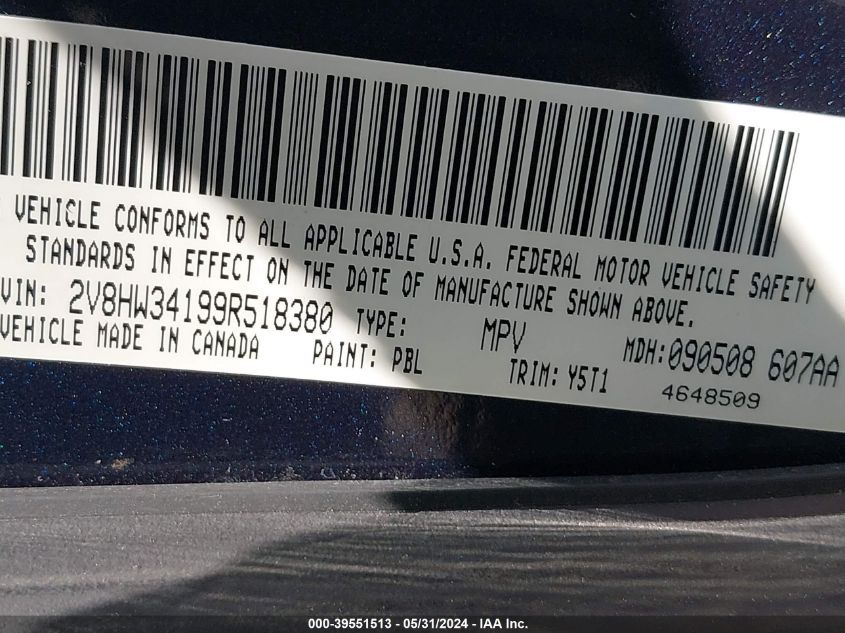 VEHICLE CONFORMS TO ALL APPLICABLE U.S.A. FEDERAL MOTOR VEHICLE SAFETY
STANDARDS IN EFFECT ON THE DATE OF MANUFACTURE SHOWN ABOVE.
VIN: 2V8HW34199R518380 TYPE: MPV MDH:090508 607AA
VEHICLE MADE IN CANADA PAINT: PBL TRIM: Y5T1 4648509
000-39551513 - 05/31/2024 - IAA Inc.